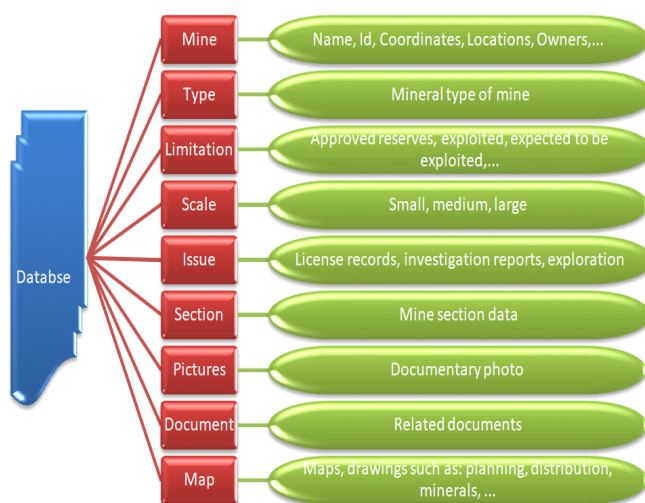 Databse
Mine
Name, Id, Coordinates, Locations, Owners,...
Type
Mineral type of mine
Limitation
Approved reserves, exploited, expected to be
exploited,...
Scale
Small, medium, large
Issue
License records, investigation reports, exploration
Section
Mine section data
Pictures
Documentary photo
Document
Related documents
Map
Maps, drawings such as: planning, distribution,
minerals, ...